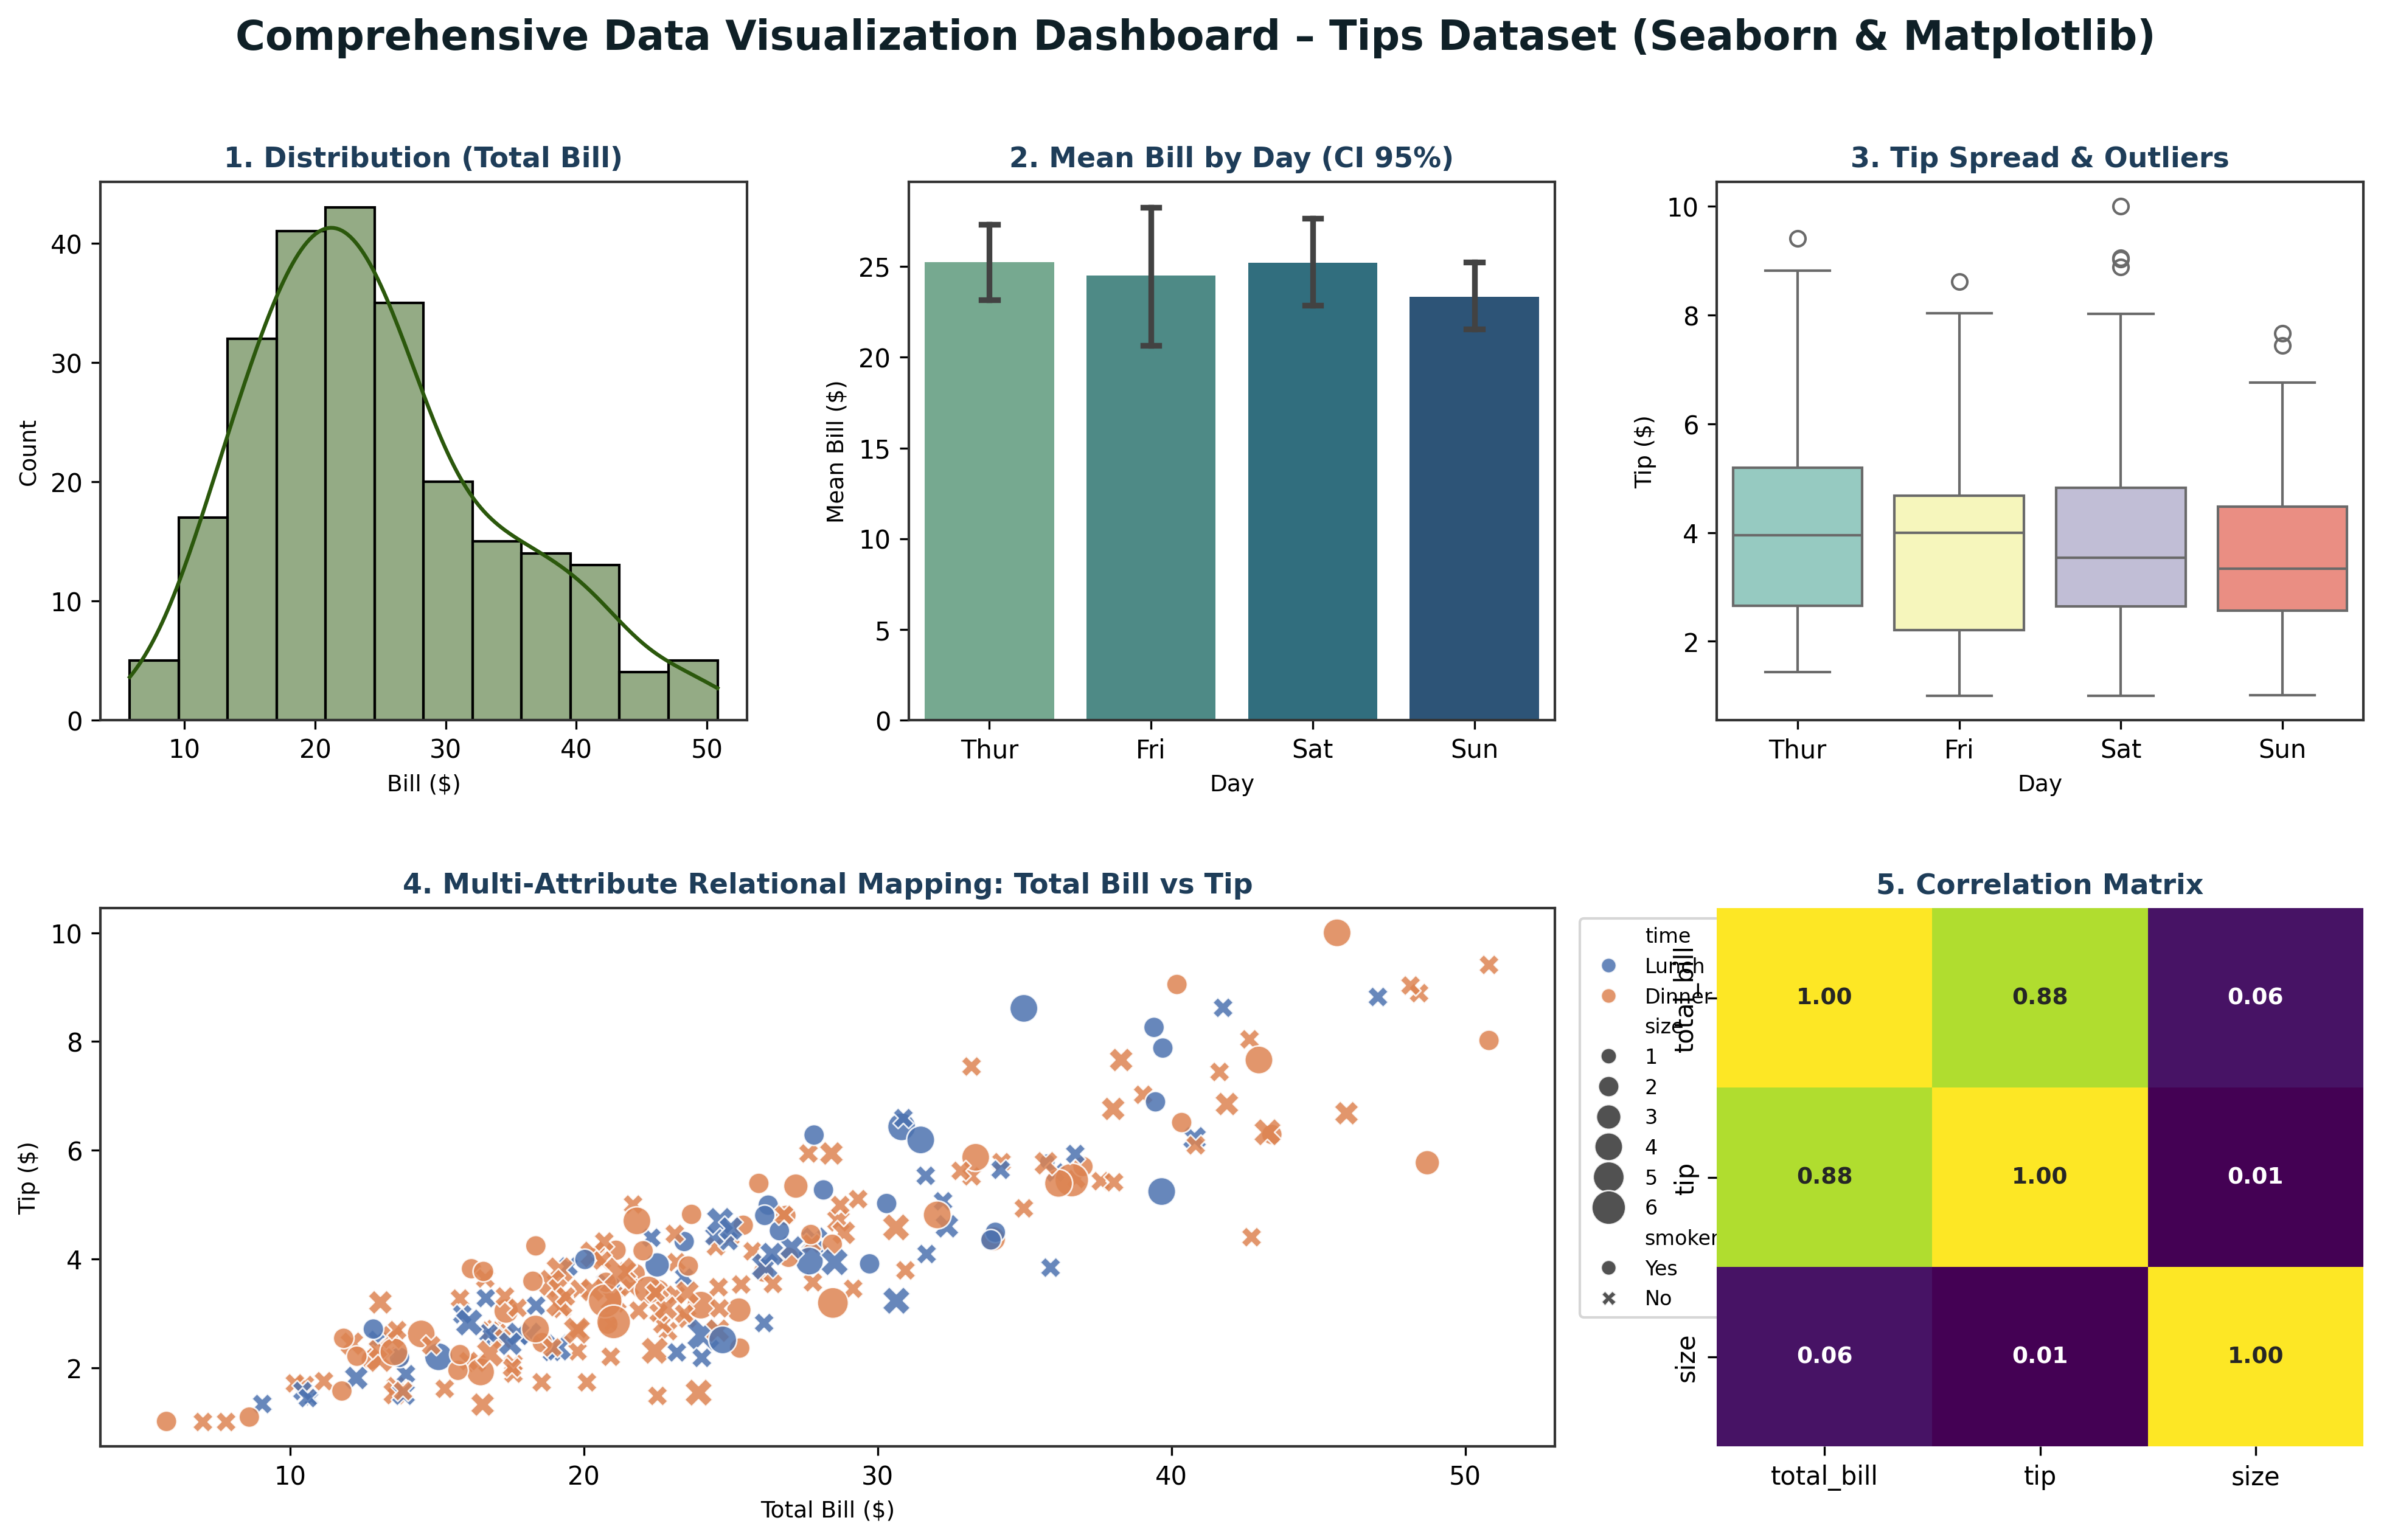 Comprehensive Data Visualization Dashboard – Tips Dataset (Seaborn & Matplotlib)
1. Distribution (Total Bill)
40
30
20
10
0
Count
10 20 30 40 50
Bill ($)
2. Mean Bill by Day (CI 95%)
25
20
15
10
5
0
Mean Bill ($)
Thur Fri Sat Sun
Day
3. Tip Spread & Outliers
10
8
6
4
2
Tip ($)
Thur Fri Sat Sun
Day
4. Multi-Attribute Relational Mapping: Total Bill vs Tip
10
8
6
4
2
Tip ($)
10 20 30 40 50
Total Bill ($)
time
Lunch
Dinner
size
1
2
3
4
5
6
smoker
Yes
No
5. Correlation Matrix
total_bill
1.00 0.88 0.06
tip
0.88 1.00 0.01
size
0.06 0.01 1.00
total_bill tip size